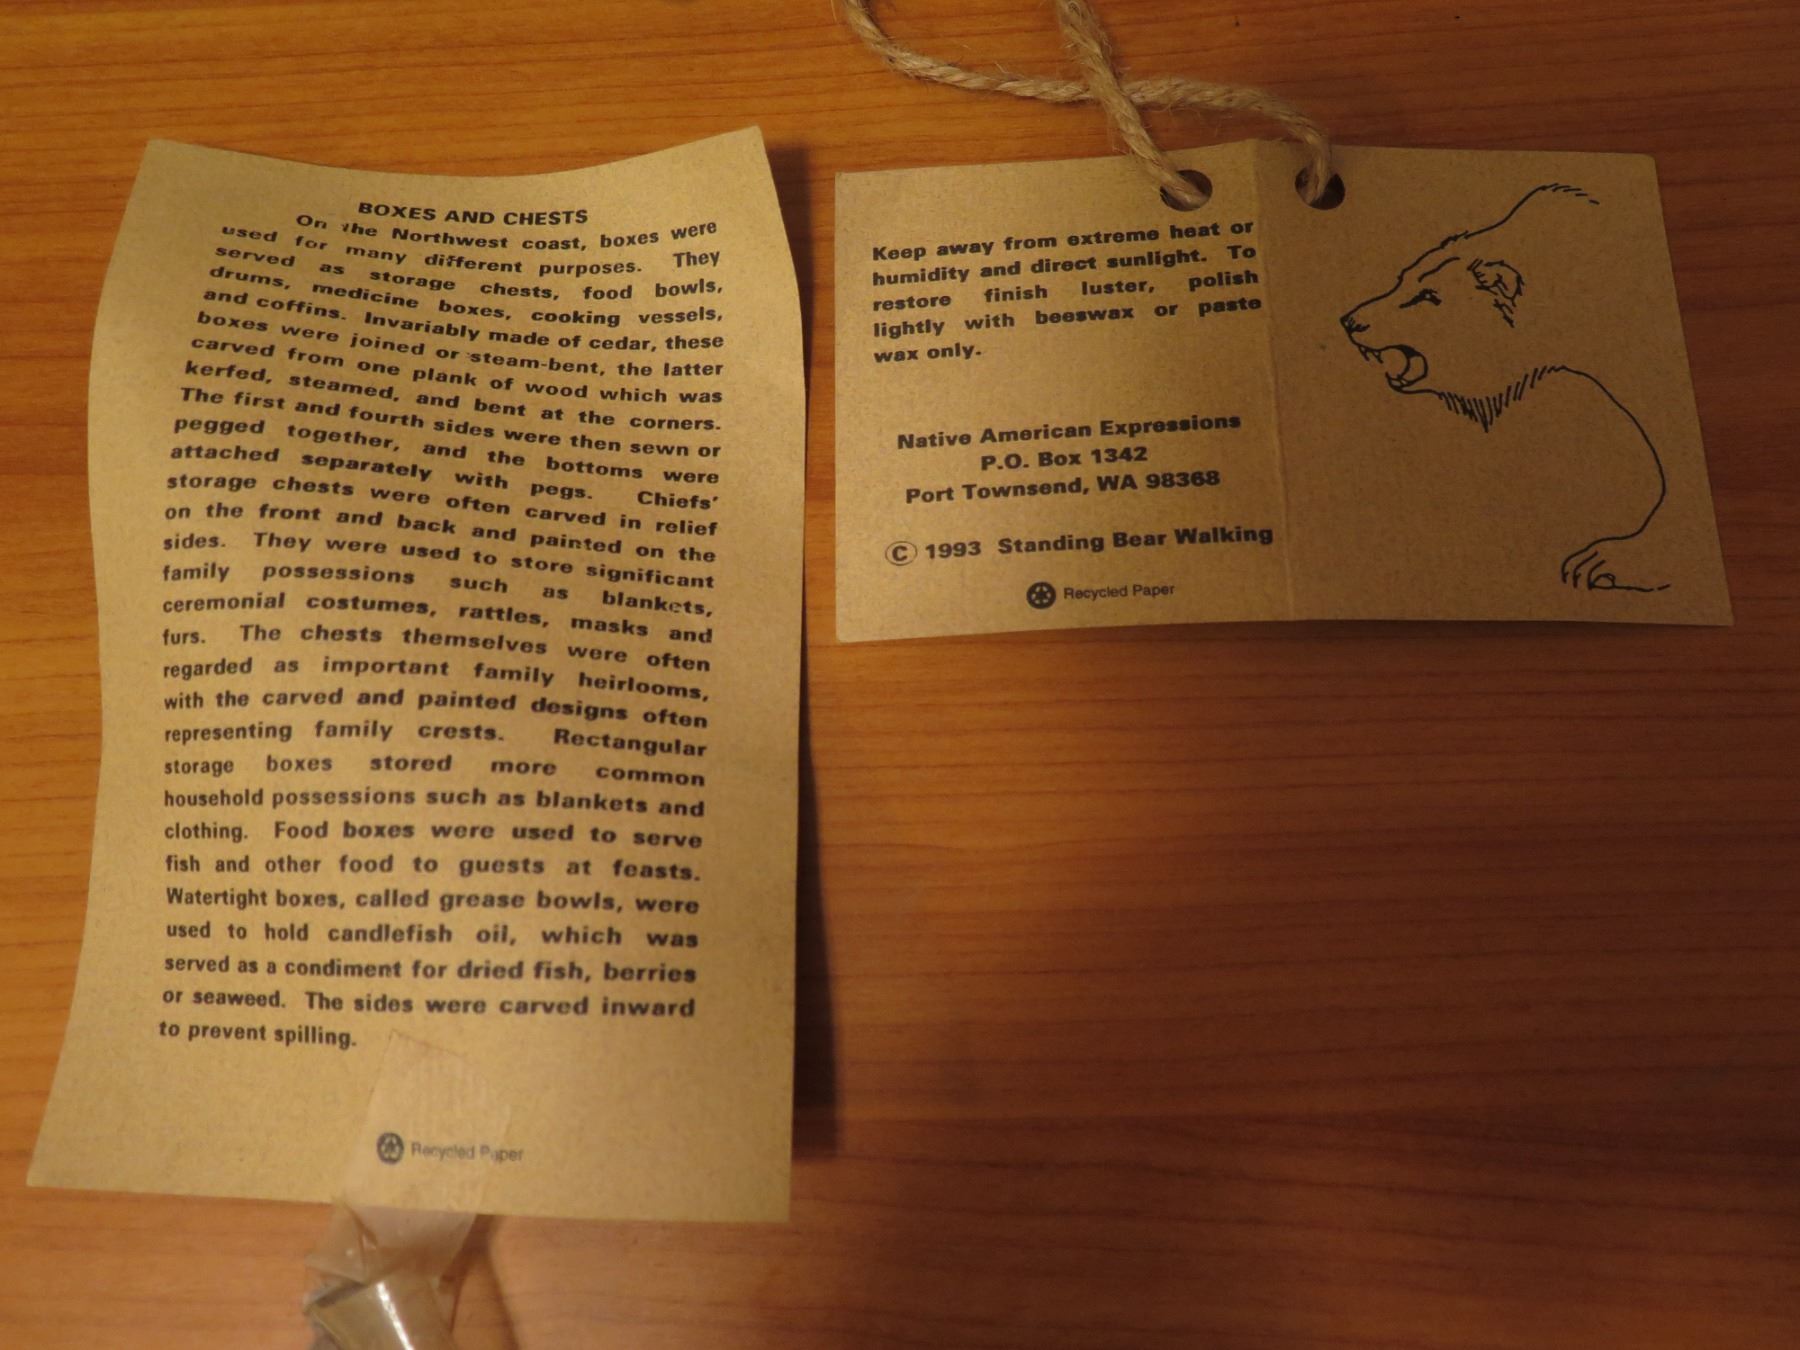 BOXES AND CHESTS
On the Northwest coast, boxes were
used for many different purposes. They
served as storage chests, food bowls,
drums, medicine boxes, cooking vessels,
and coffins. Invariably made of cedar, these
boxes were joined or steam-bent, the latter
carved from one plank of wood which was
kerfed, steamed, and bent at the corners.
The first and fourth sides were then sewn or
pegged together, and the bottoms were
attached separately with pegs. Chiefs'
storage chests were often carved in relief
on the front and back and painted on the
sides. They were used to store significant
family possessions such as blankets,
ceremonial costumes, rattles, masks and
furs. The chests themselves were often
regarded as important family heirlooms,
with the carved and painted designs often
representing family crests. Rectangular
storage boxes stored more common
household possessions such as blankets and
clothing. Food boxes were used to serve
fish and other food to guests at feasts.
Watertight boxes, called grease bowls, were
used to hold candlefish oil, which was
served as a condiment for dried fish, berries
or seaweed. The sides were carved inward
to prevent spilling.
Recycled Paper
Keep away from extreme heat or
humidity and direct sunlight. To
restore finish luster, polish
lightly with beeswax or paste
wax only.
Native American Expressions
P.O. Box 1342
Port Townsend, WA 98368
© 1993 Standing Bear Walking
Recycled Paper